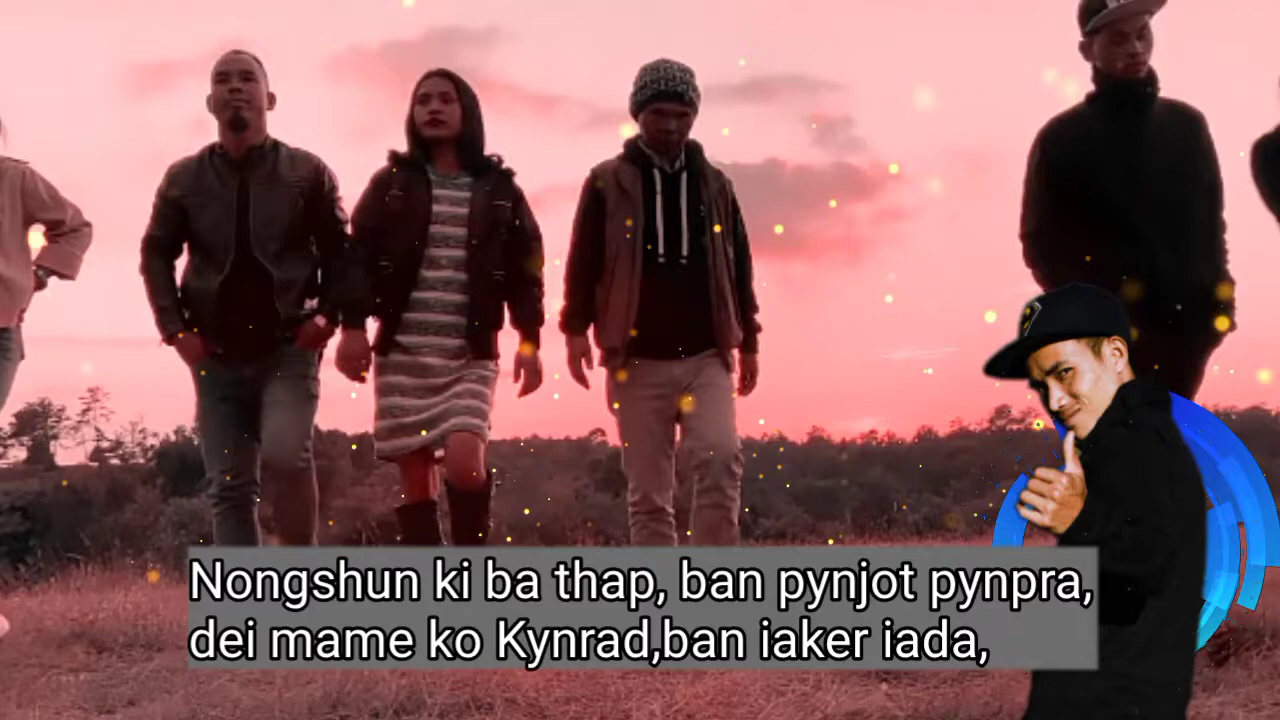 Nongshun ki ba thap, ban pynjot pynpra,
dei mame ko Kynrad,ban iaker iada,